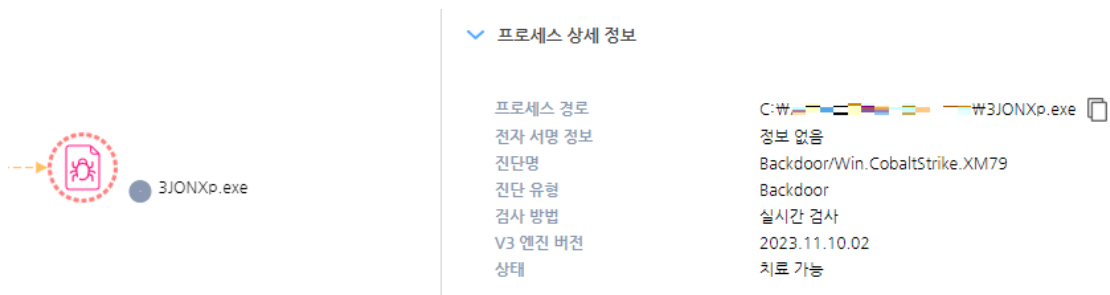 3JONXp.exe
프로세스 상세 정보
프로세스 경로 C:₩ ₩3JONXp.exe
전자 서명 정보 정보 없음
진단명 Backdoor/Win.CobaltStrike.XM79
진단 유형 Backdoor
검사 방법 실시간 검사
V3 엔진 버전 2023.11.10.02
상태 치료 가능